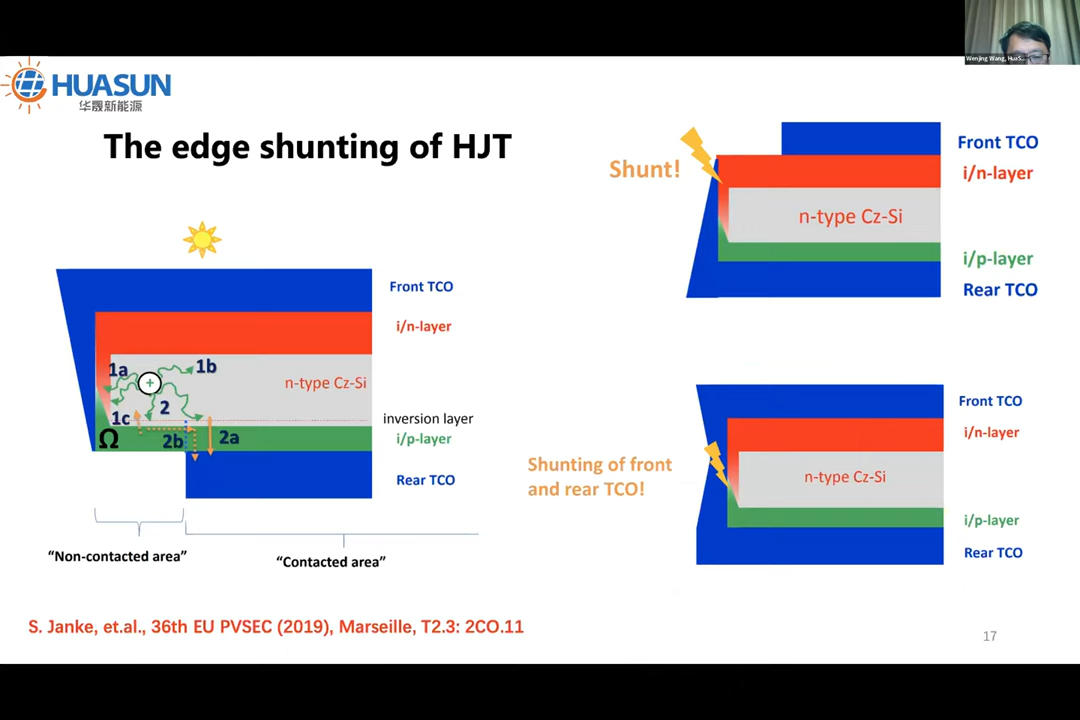 Wenjing Wang, HuaS...
HUASUN
华晟新能源
The edge shunting of HJT
Front TCO
i/n-layer
1a
+
1b
n-type Cz-Si
2
1c
inversion layer
Ω
2b
2a
i/p-layer
Rear TCO
“Non-contacted area”
“Contacted area”
Shunt!
Front TCO
i/n-layer
n-type Cz-Si
i/p-layer
Rear TCO
Shunting of front
and rear TCO!
Front TCO
i/n-layer
n-type Cz-Si
i/p-layer
Rear TCO
S. Janke, et.al., 36th EU PVSEC (2019), Marseille, T2.3: 2CO.11
17